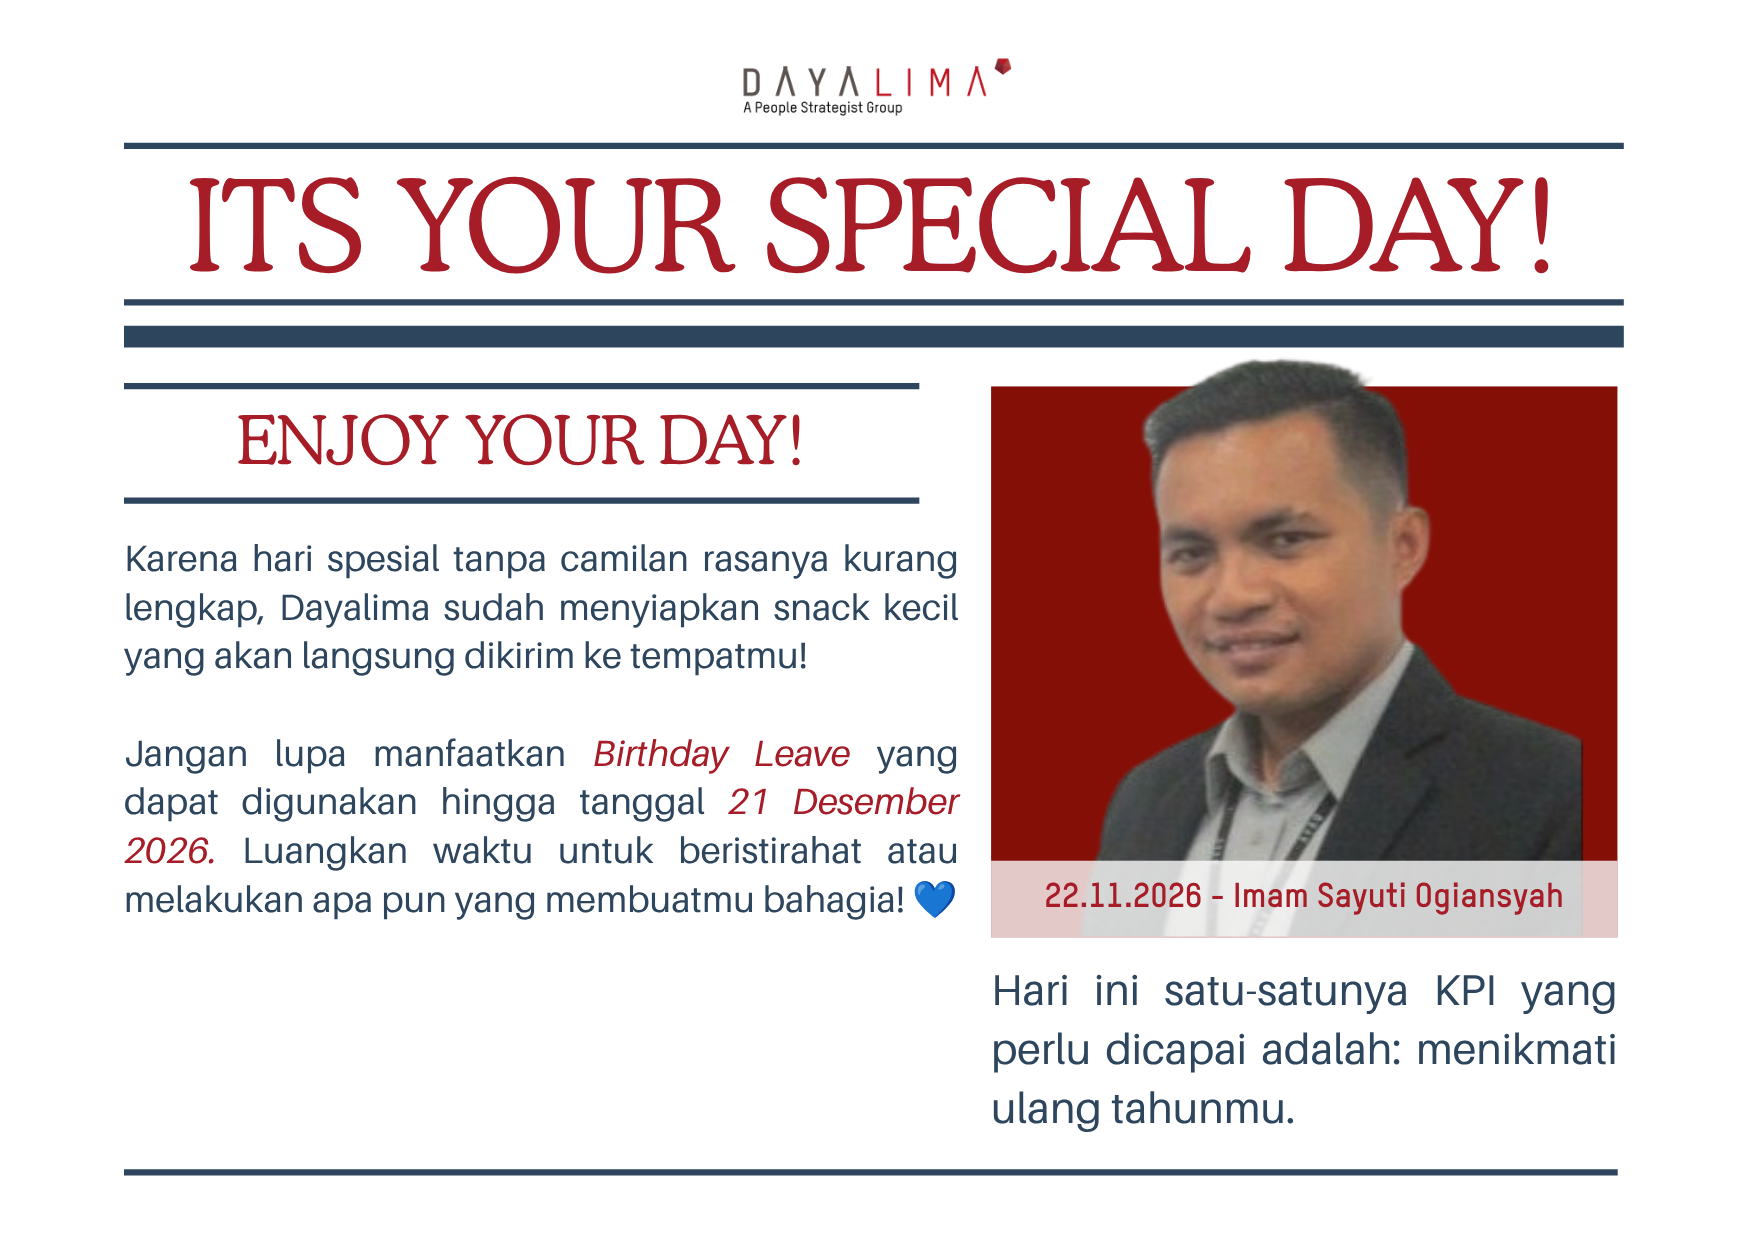 DAYALIMA
A People Strategist Group
ITS YOUR SPECIAL DAY!
ENJOY YOUR DAY!
Karena hari spesial tanpa camilan rasanya kurang
lengkap, Dayalima sudah menyiapkan snack kecil
yang akan langsung dikirim ke tempatmu!
Jangan lupa manfaatkan Birthday Leave yang
dapat digunakan hingga tanggal 21 Desember
2026. Luangkan waktu untuk beristirahat atau
melakukan apa pun yang membuatmu bahagia! 💙
22.11.2026 - Imam Sayuti Ogiansyah
Hari ini satu-satunya KPI yang
perlu dicapai adalah: menikmati
ulang tahunmu.